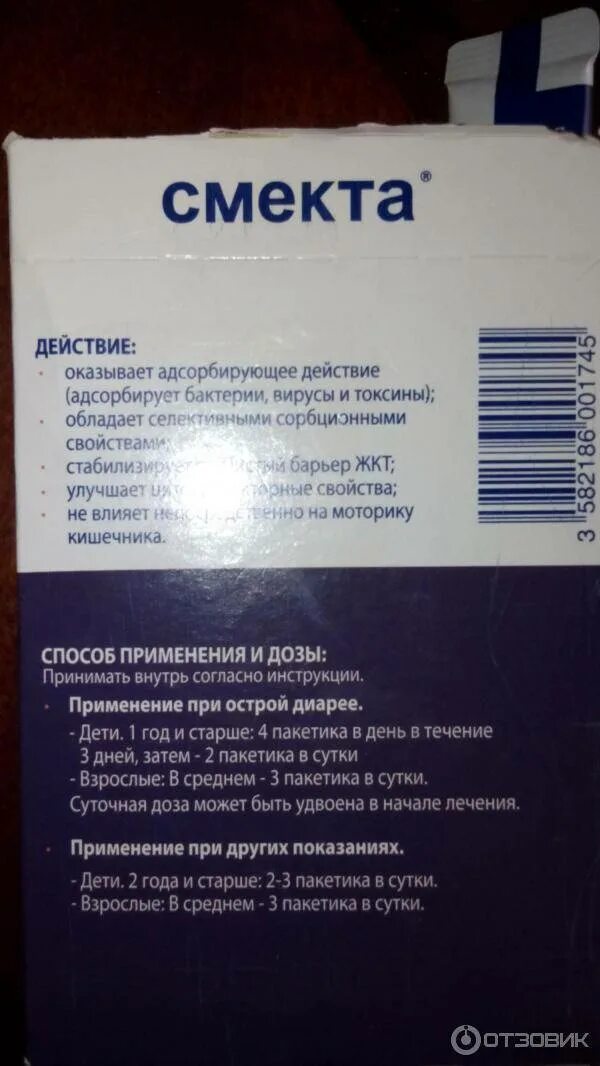 смекта®
ДЕЙСТВИЕ:
· оказывает адсорбирующее действие
(адсорбирует бактерии, вирусы и токсины);
· обладает селективными сорбционными
свойствами;
· стабилизирует барьер ЖКТ;
· улучшает свойства;
· не влияет непосредственно на моторику
кишечника.
3 582186 001745
СПОСОБ ПРИМЕНЕНИЯ И ДОЗЫ:
Принимать внутрь согласно инструкции.
· Применение при острой диарее.
- Дети. 1 год и старше: 4 пакетика в день в течение
3 дней, затем - 2 пакетика в сутки
- Взрослые: В среднем - 3 пакетика в сутки.
Суточная доза может быть удвоена в начале лечения.
· Применение при других показаниях.
- Дети. 2 года и старше: 2-3 пакетика в сутки.
- Взрослые: В среднем - 3 пакетика в сутки.
ОТЗОВИК